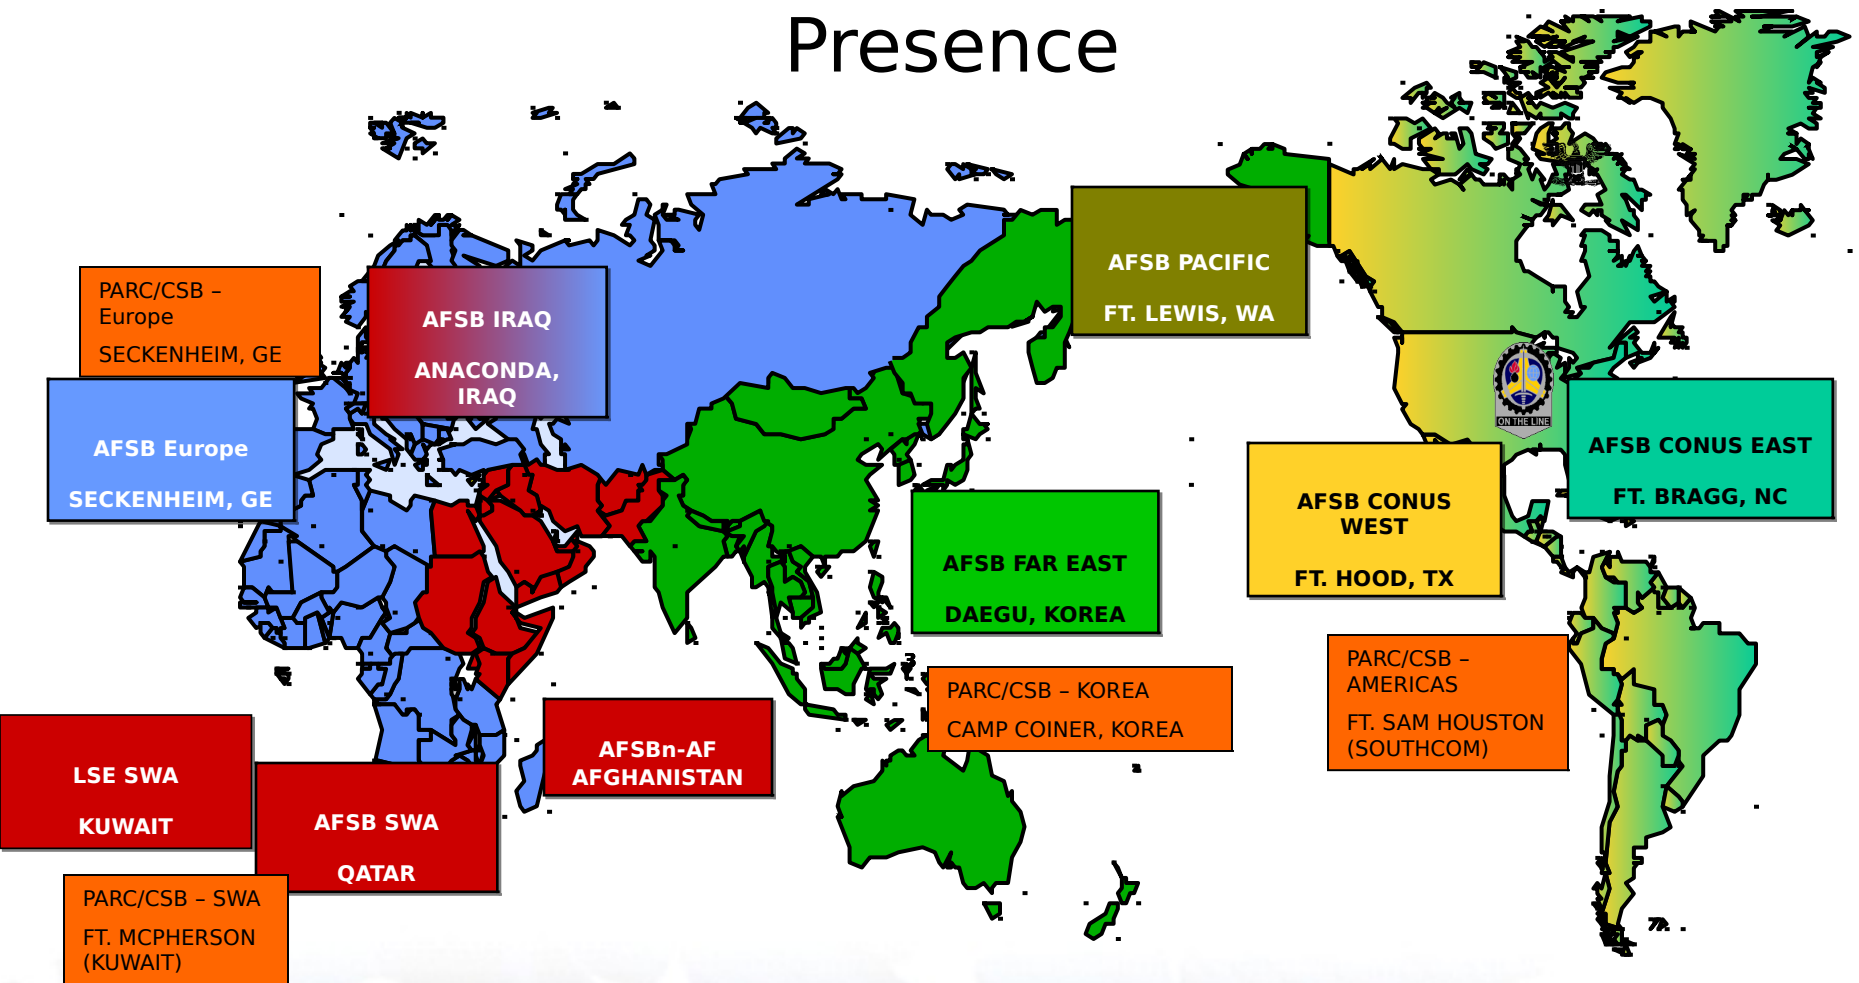 Presence
PARC/CSB –
Europe
SECKENHEIM, GE
AFSB IRAQ
ANACONDA,
IRAQ
AFSB PACIFIC
FT. LEWIS, WA
AFSB Europe
SECKENHEIM, GE
ON THE LINE
AFSB CONUS EAST
FT. BRAGG, NC
AFSB CONUS
WEST
FT. HOOD, TX
AFSB FAR EAST
DAEGU, KOREA
PARC/CSB – KOREA
CAMP COINER, KOREA
PARC/CSB –
AMERICAS
FT. SAM HOUSTON
(SOUTHCOM)
AFSBn-AF
AFGHANISTAN
LSE SWA
KUWAIT
AFSB SWA
QATAR
PARC/CSB – SWA
FT. MCPHERSON
(KUWAIT)